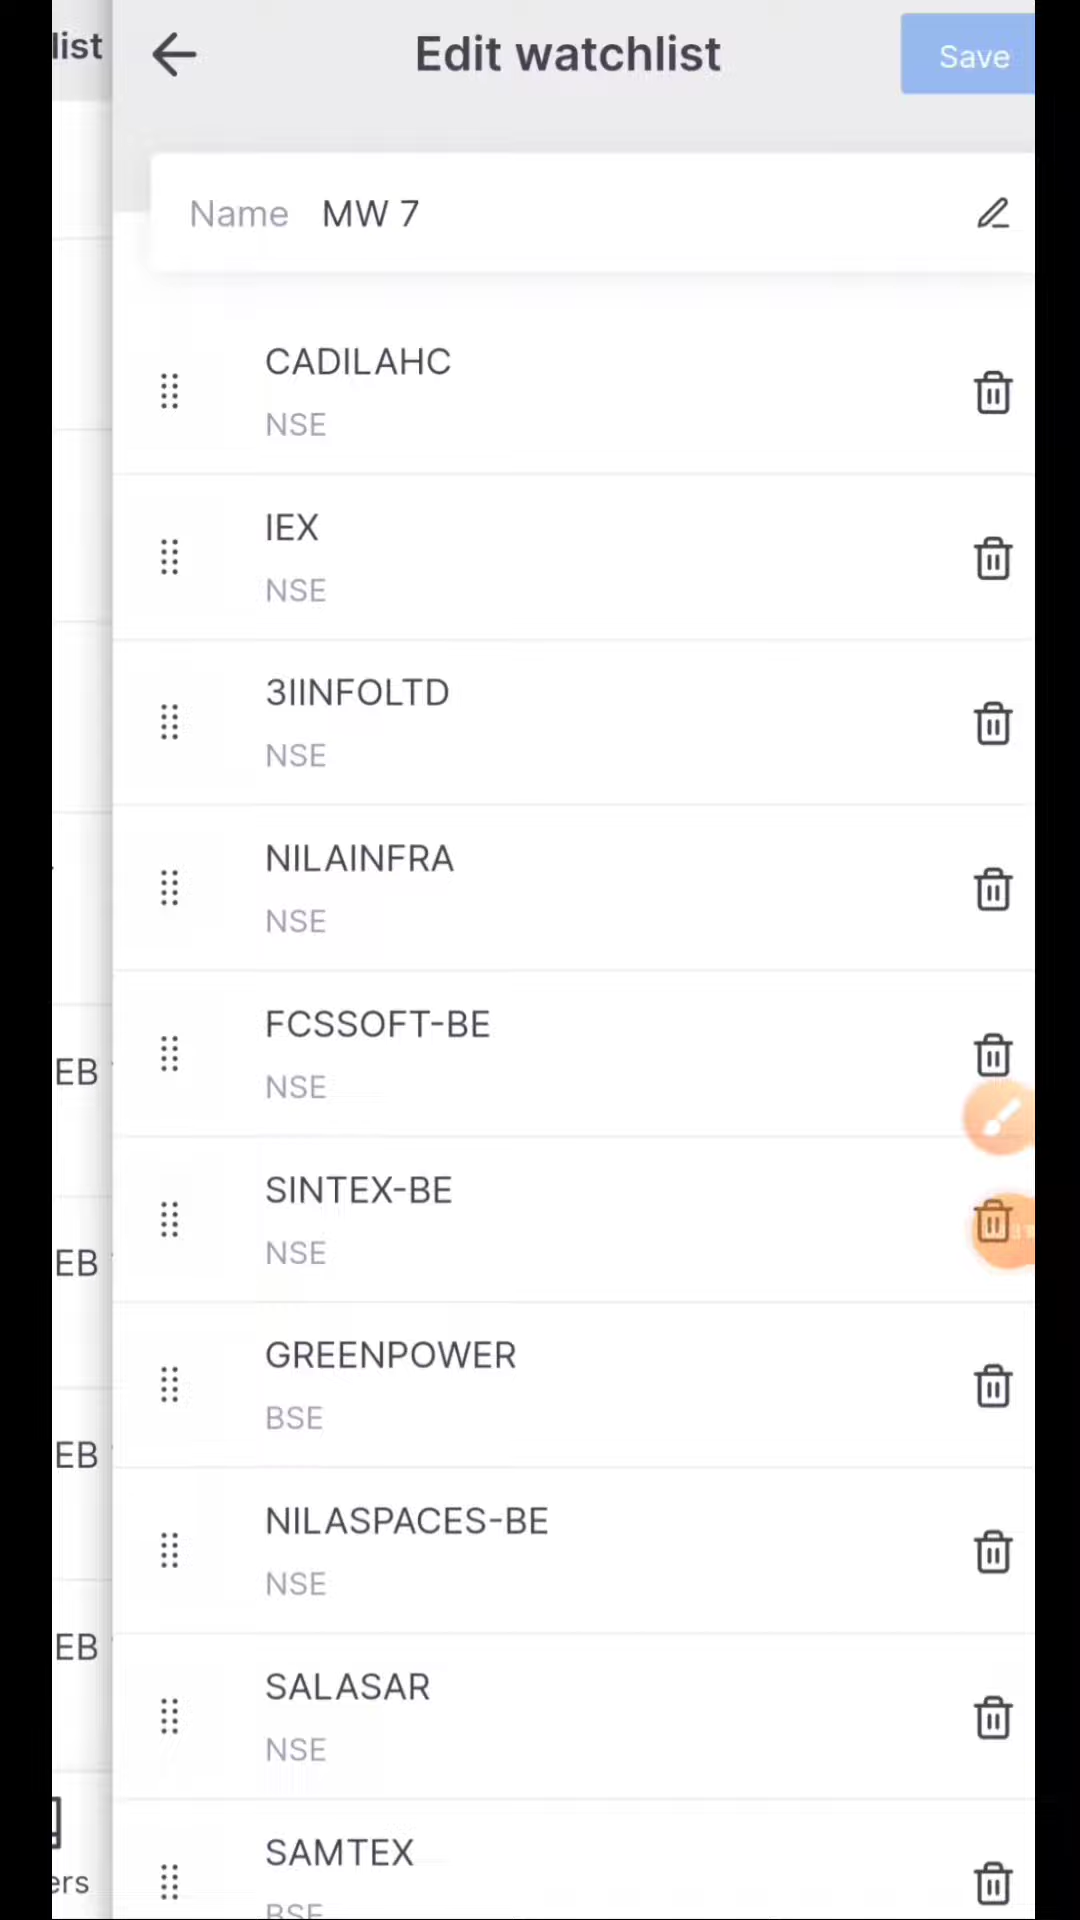 list
Edit watchlist
Save
Name MW 7
CADILAHC
NSE
IEX
NSE
3IINFOLTD
NSE
NILAINFRA
NSE
FCSSOFT-BE
NSE
EB
SINTEX-BE
NSE
EB
GREENPOWER
BSE
EB
NILASPACES-BE
NSE
EB
SALASAR
NSE
SAMTEX
BSE
ers